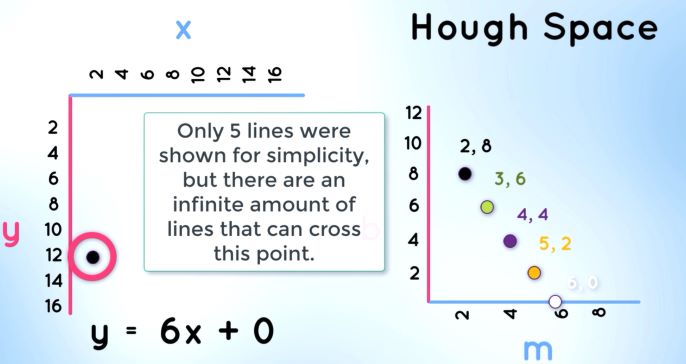 x
2 4 6 8 10 12 14 16
2
4
6
8
10
12
14
16
y
Only 5 lines were
shown for simplicity,
but there are an
infinite amount of
lines that can cross
this point.
y = 6x + 0
Hough Space
12
10
8
6
4
2
b
2, 8
3, 6
4, 4
5, 2
6, 0
2 4 6 8
m